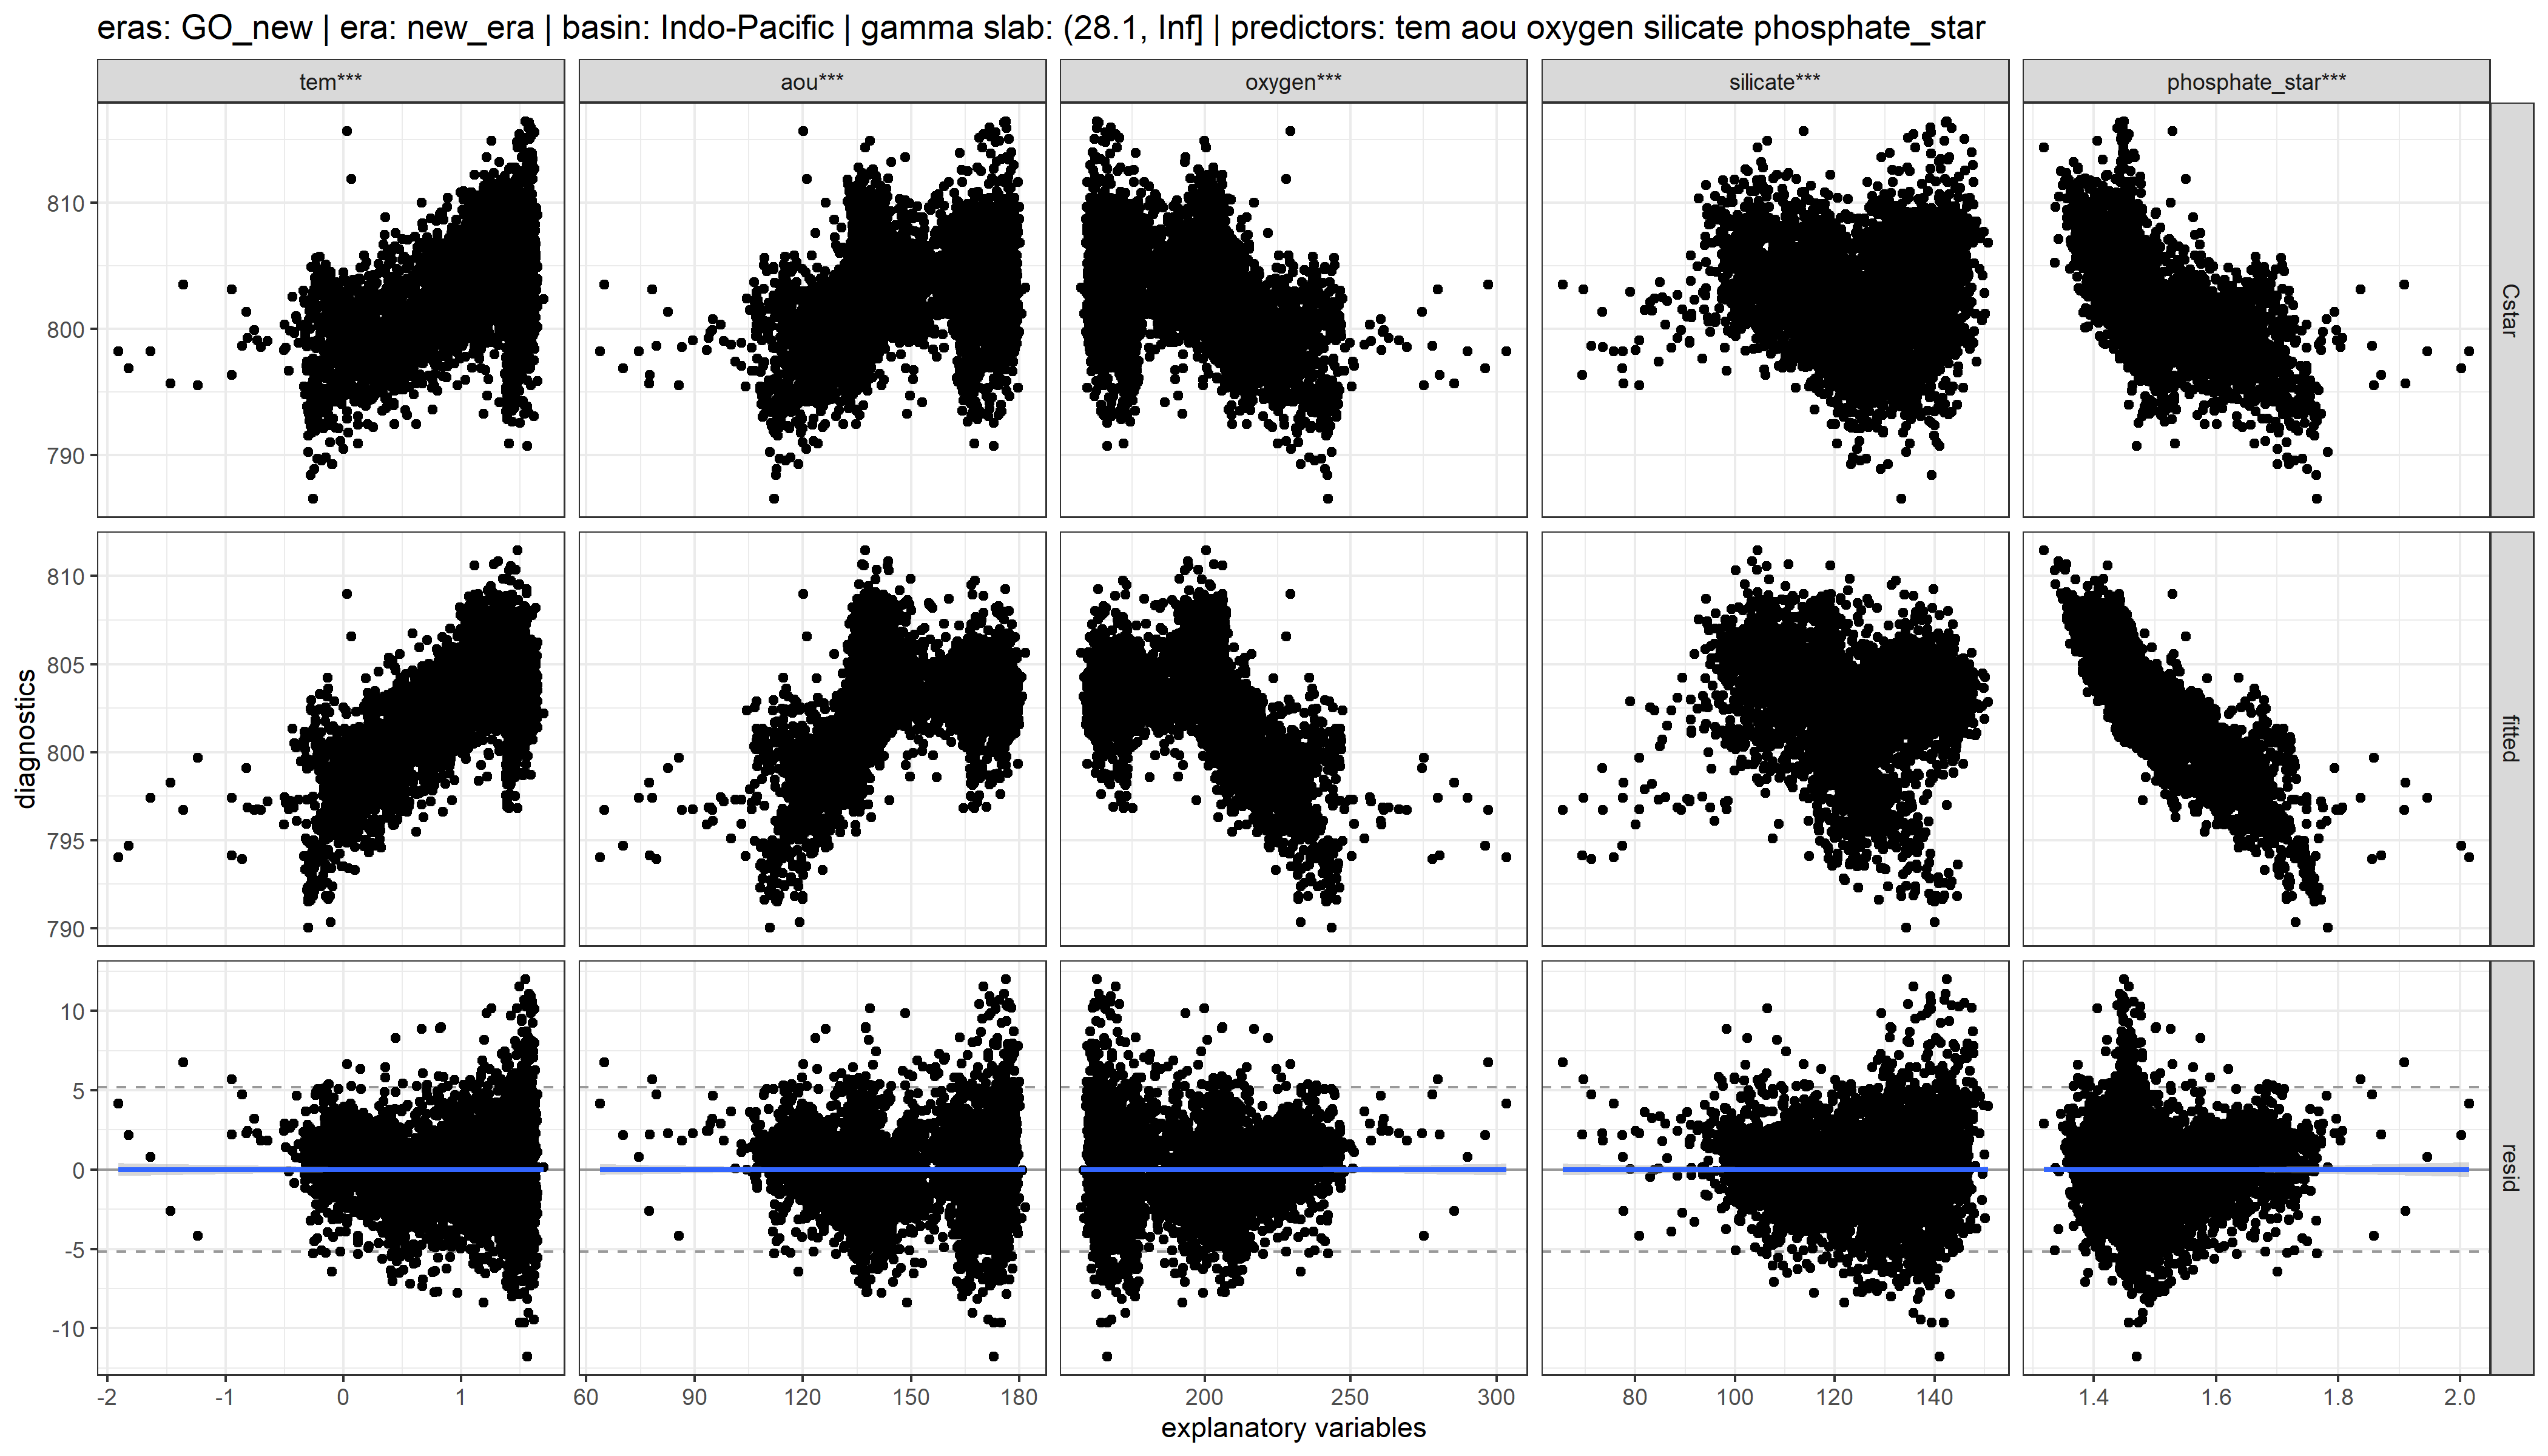 eras: GO_new | era: new_era | basin: Indo-Pacific | gamma slab: (28.1, Inf] | predictors: tem aou oxygen silicate phosphate_star
tem*** aou*** oxygen*** silicate*** phosphate_star***
810
800
790
Cstar
810
805
800
795
790
fitted
diagnostics
10
5
0
-5
-10
resid
-2 -1 0 1 60 90 120 150 180 200 250 300 80 100 120 140 1.4 1.6 1.8 2.0
explanatory variables